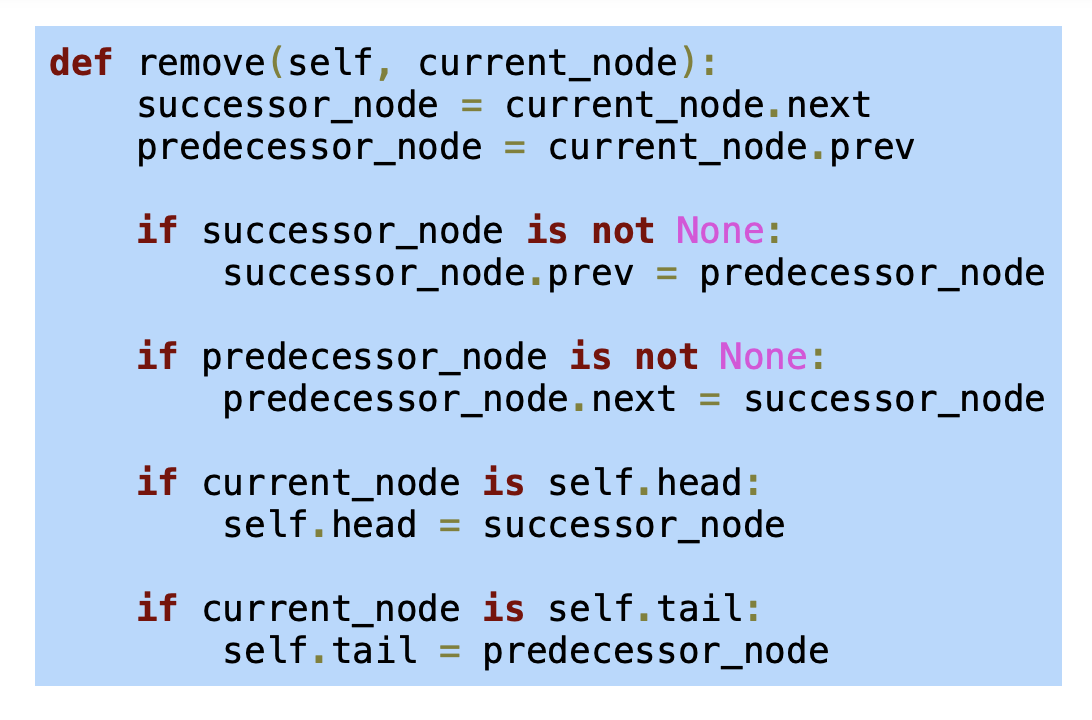 def remove(self, current_node):
    successor_node = current_node.next
    predecessor_node = current_node.prev

    if successor_node is not None:
        successor_node.prev = predecessor_node

    if predecessor_node is not None:
        predecessor_node.next = successor_node

    if current_node is self.head:
        self.head = successor_node

    if current_node is self.tail:
        self.tail = predecessor_node